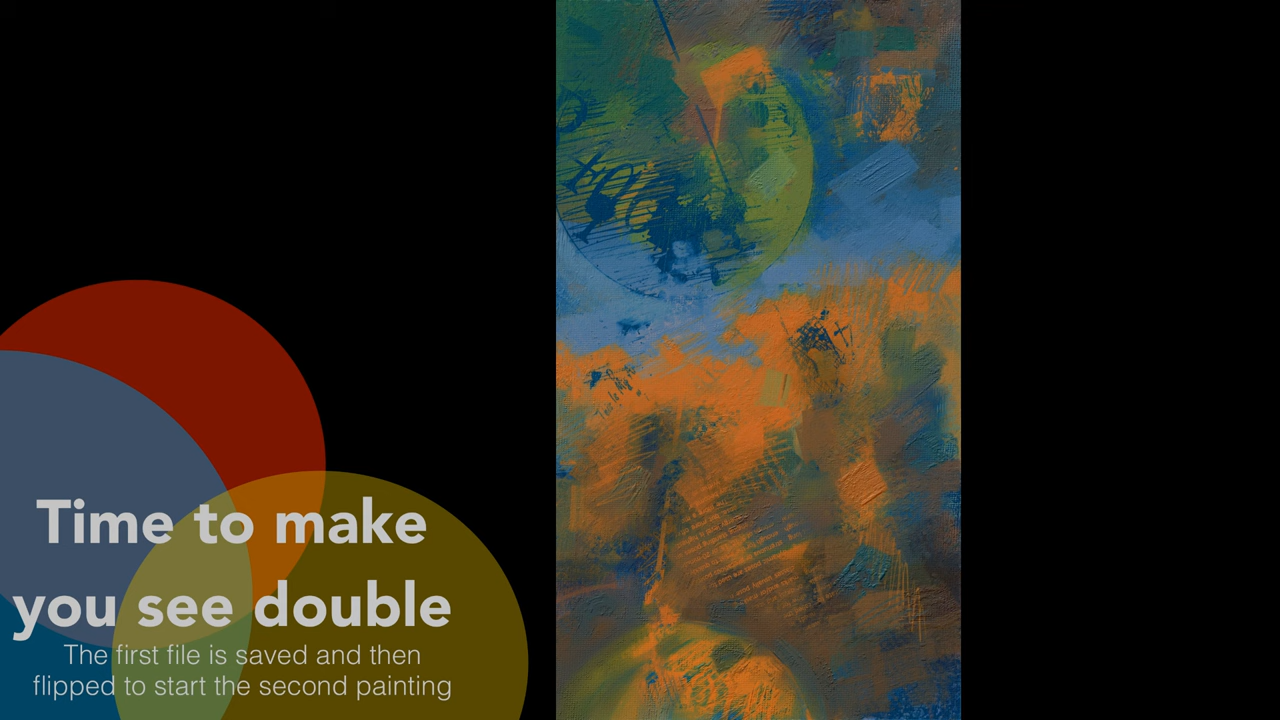 Time to make
you see double
The first file is saved and then
flipped to start the second painting